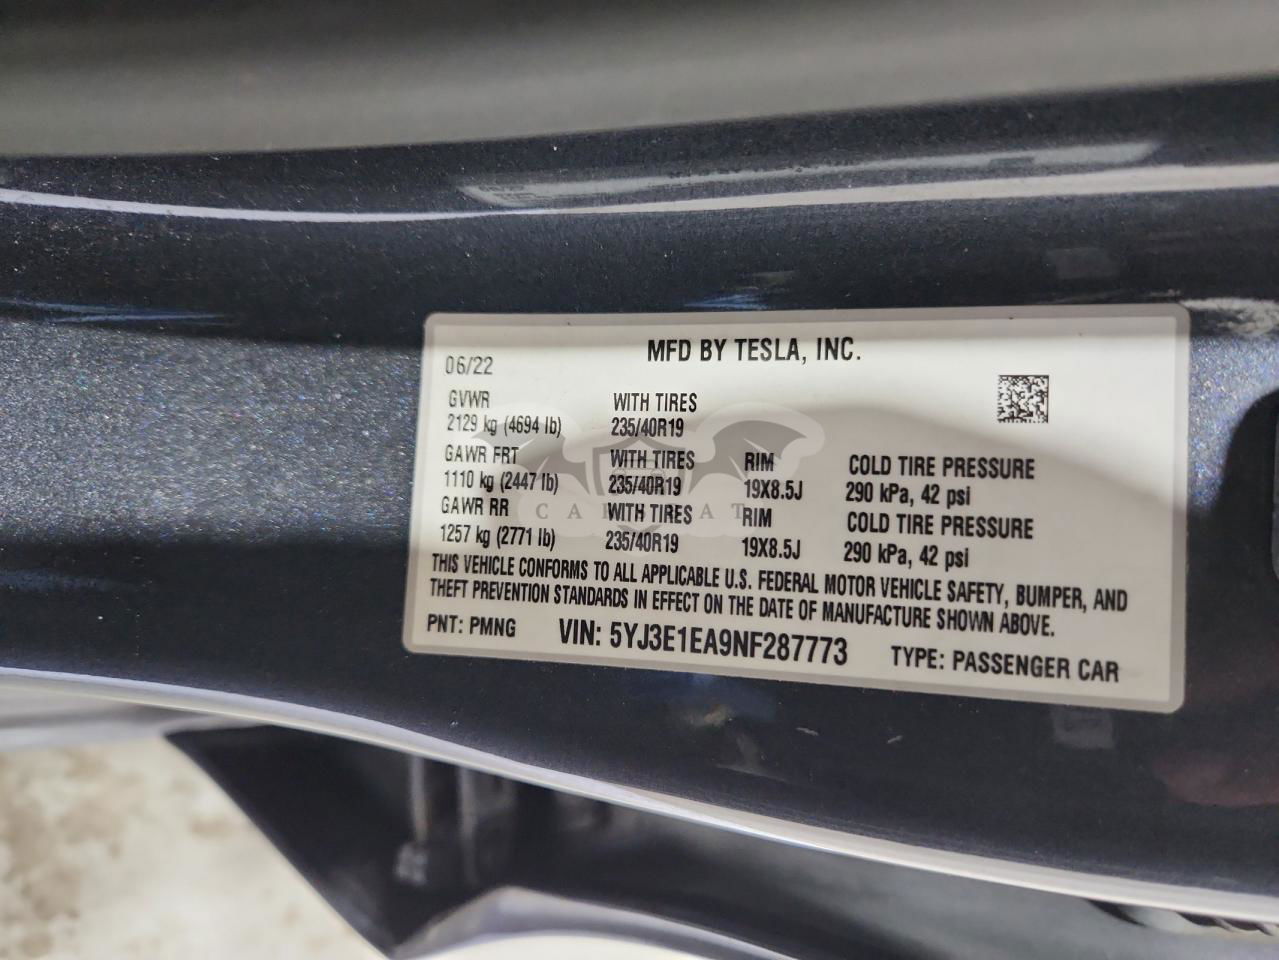 MFD BY TESLA, INC.
06/22
GVWR WITH TIRES
2129 kg (4694 lb) 235/40R19
GAWR FRT WITH TIRES RIM COLD TIRE PRESSURE
1110 kg (2447 lb) 235/40R19 19X8.5J 290 kPa, 42 psi
GAWR RR WITH TIRES RIM COLD TIRE PRESSURE
1257 kg (2771 lb) 235/40R19 19X8.5J 290 kPa, 42 psi
THIS VEHICLE CONFORMS TO ALL APPLICABLE U.S. FEDERAL MOTOR VEHICLE SAFETY, BUMPER, AND
THEFT PREVENTION STANDARDS IN EFFECT ON THE DATE OF MANUFACTURE SHOWN ABOVE.
PNT: PMNG VIN: 5YJ3E1EA9NF287773 TYPE: PASSENGER CAR